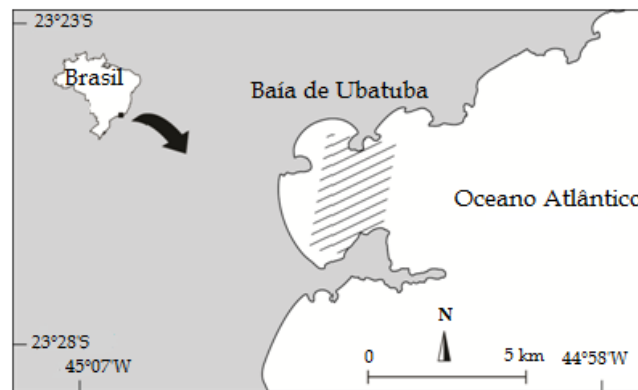 23°23'S
Brasil
Baía de Ubatuba
Oceano Atlântico
N
23°28'S
45°07'W
0
5 km
44°58'W